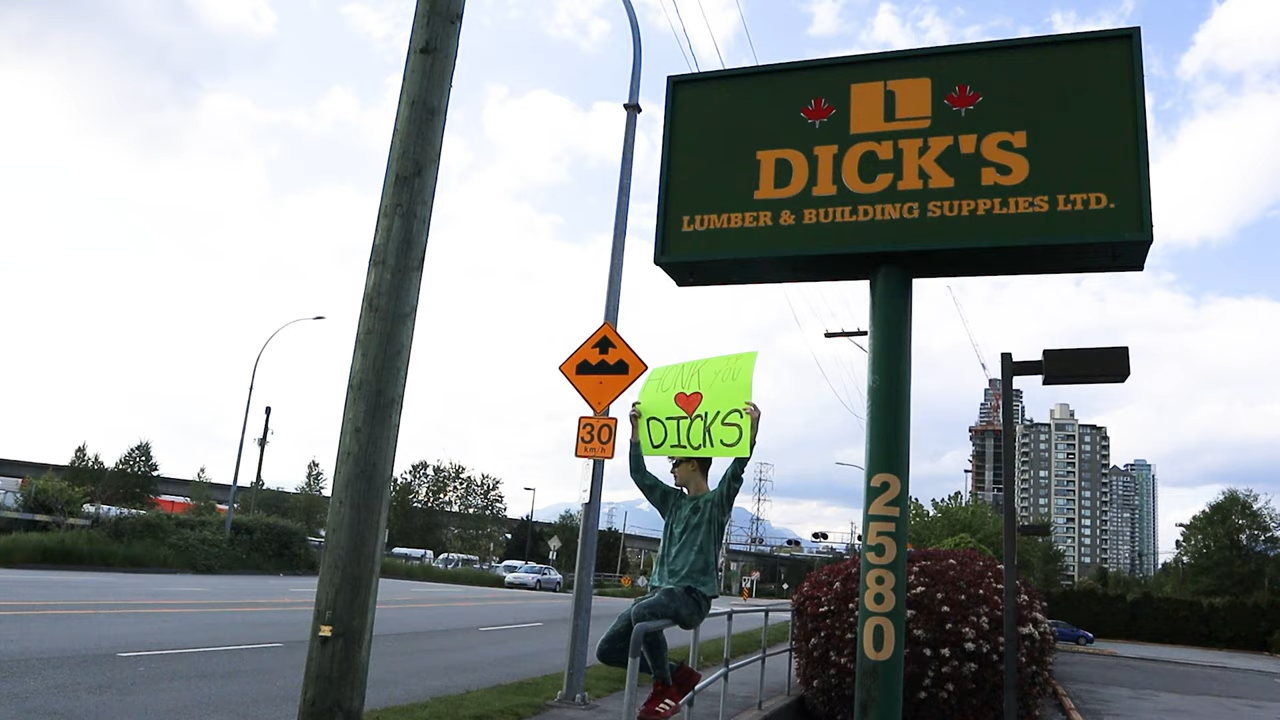 DICK'S
LUMBER & BUILDING SUPPLIES LTD.
HONK IF
YOU
DICKS
30
km/h
2580